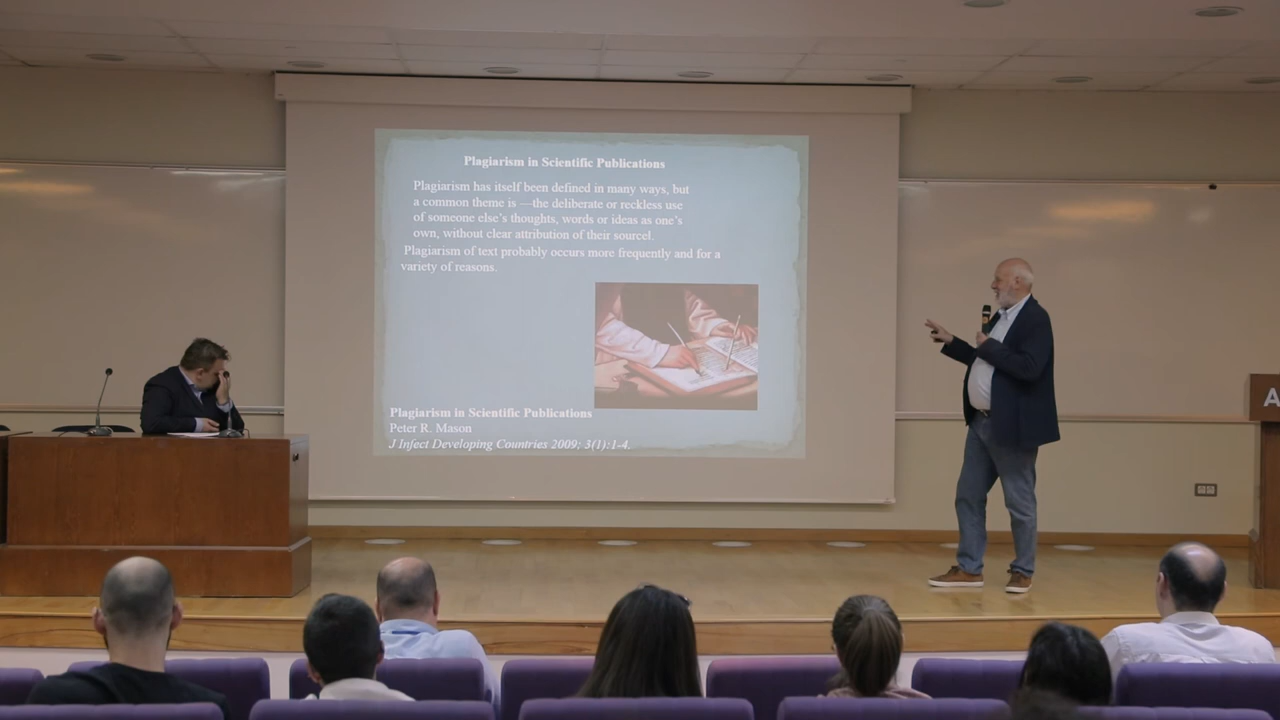 Plagiarism in Scientific Publications
Plagiarism has itself been defined in many ways, but
a common theme is ―the deliberate or reckless use
of someone else's thoughts, words or ideas as one's
own, without clear attribution of their sourcel.
Plagiarism of text probably occurs more frequently and for a
variety of reasons.
Plagiarism in Scientific Publications
Peter R. Mason
J Infect Developing Countries 2009; 3(1):1-4.
A